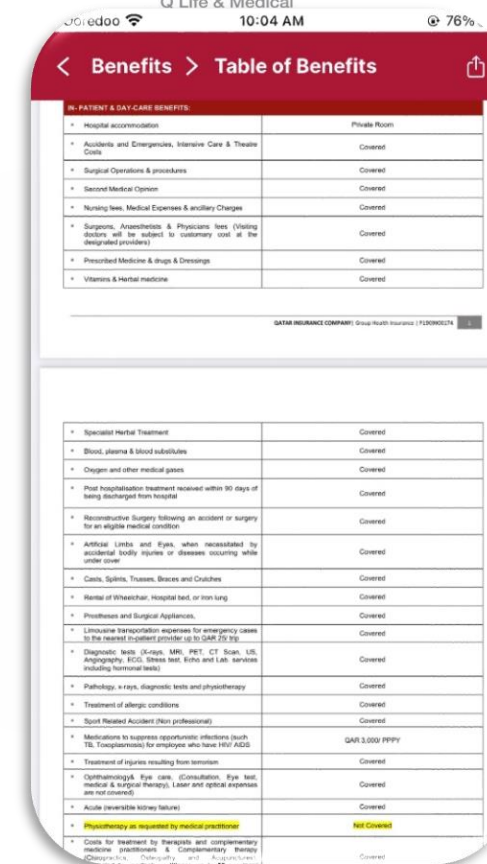 Q Life & Medical
Ooredoo 10:04 AM 76%
Benefits > Table of Benefits
IN- PATIENT & DAY-CARE BENEFITS:
* Hospital accommodation Private Room
* Accidents and Emergencies, Intensive Care & Theatre
Costs Covered
* Surgical Operations & procedures Covered
* Second Medical Opinion Covered
* Nursing fees, Medical Expenses & ancillary Charges Covered
* Surgeons, Anaesthetists & Physicians fees (Visiting
doctors will be subject to customary cost at the
designated providers) Covered
* Prescribed Medicine & drugs & Dressings Covered
* Vitamins & Herbal medicine Covered
QATAR INSURANCE COMPANY| Group Health Insurance |
* Specialist Herbal Treatment Covered
* Blood, plasma & blood substitutes Covered
* Oxygen and other medical gases Covered
* Post hospitalisation treatment received within 90 days of
being discharged from hospital Covered
* Reconstructive Surgery following an accident or surgery
for an eligible medical condition Covered
* Artificial Limbs and Eyes, when necessitated by
accidental bodily injuries or diseases occurring while
under cover Covered
* Casts, Splints, Trusses, Braces and Crutches Covered
* Rental of Wheelchair, Hospital bed, or iron lung Covered
* Prostheses and Surgical Appliances, Covered
* Limousine transportation expenses for emergency cases
to the nearest in-patient provider up to QAR 75/ trip Covered
* Diagnostic tests (X-rays, MRI, PET, CT Scan, US,
Angiography, ECG, Stress test, Echo and Lab. services
including hormonal tests) Covered
* Pathology, x-rays, diagnostic tests and physiotherapy Covered
* Treatment of allergic conditions Covered
* Sport Related Accident (Non professional) Covered
* Medications to suppress opportunistic infections (such
TB, Toxoplasmosis) for employee who have HIV/ AIDS QAR 3,000/ PPPY
* Treatment of injuries resulting from terrorism Covered
* Ophthalmology& Eye care, (Consultation, Eye test,
medical & surgical therapy), Laser and optical expenses
are not covered) Covered
* Acute (reversible kidney failure) Covered
* Physiotherapy as requested by medical practitioner Not Covered
* Costs for treatment by therapists and complementary
medicine practitioners & Complementary therapy
(Chiropractics, Osteopathy and Acupunctures) Covered